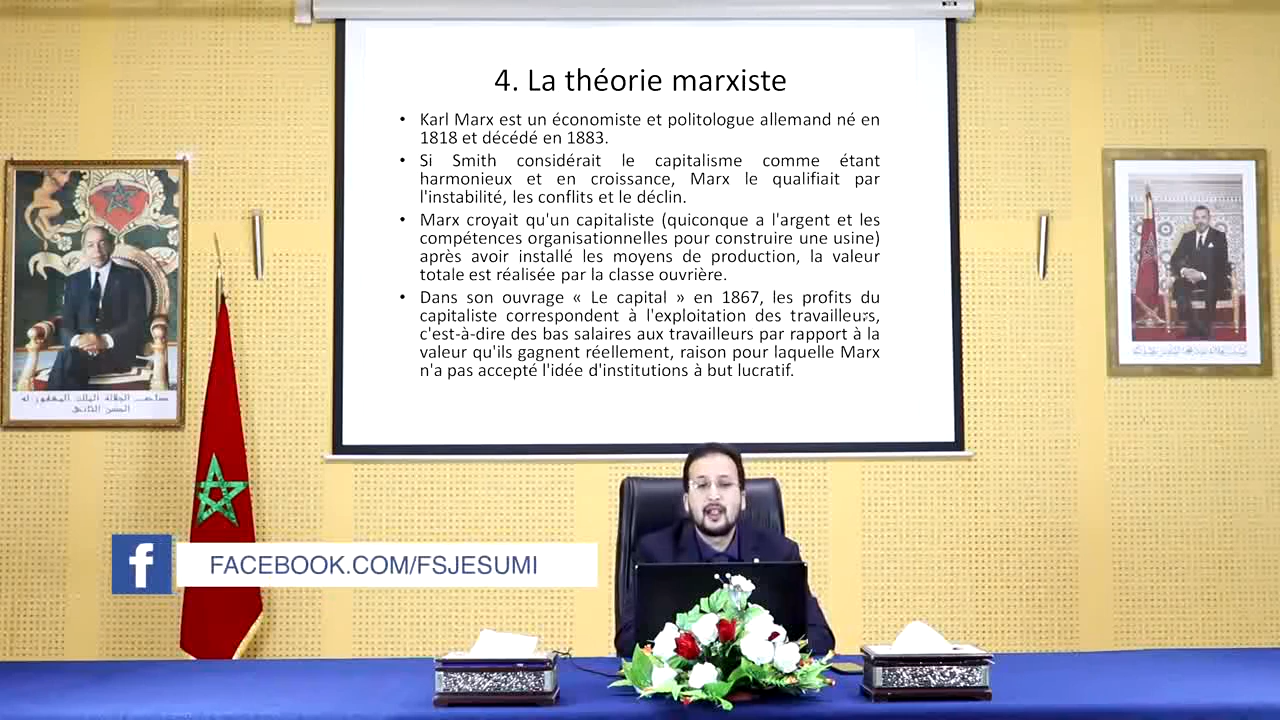 4. La théorie marxiste
• Karl Marx est un économiste et politologue allemand né en
1818 et décédé en 1883.
• Si Smith considérait le capitalisme comme étant
harmonieux et en croissance, Marx le qualifiait par
l'instabilité, les conflits et le déclin.
• Marx croyait qu'un capitaliste (quiconque a l'argent et les
compétences organisationnelles pour construire une usine)
après avoir installé les moyens de production, la valeur
totale est réalisée par la classe ouvrière.
• Dans son ouvrage « Le capital » en 1867, les profits du
capitaliste correspondent à l'exploitation des travailleurs,
c'est-à-dire des bas salaires aux travailleurs par rapport à la
valeur qu'ils gagnent réellement, raison pour laquelle Marx
n'a pas accepté l'idée d'institutions à but lucratif.
الجلالة الملك المغفور له
الحسن الثاني
f FACEBOOK.COM/FSJESUMI